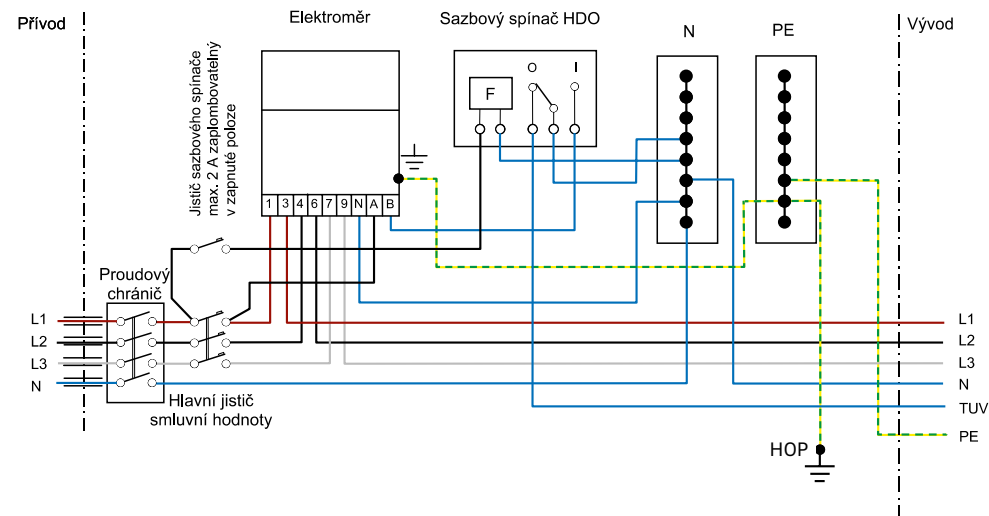 Přívod
Elektroměr
Sazbový spínač HDO
N
PE
Vývod
Jistič sazbového spínače
max. 2 A zaplombovatelný
v zapnuté poloze
F
O
I
1 3 4 6 7 9 N A B
Proudový
chránič
L1
L2
L3
N
Hlavní jistič
smluvní hodnoty
L1
L2
L3
N
TUV
PE
HOP